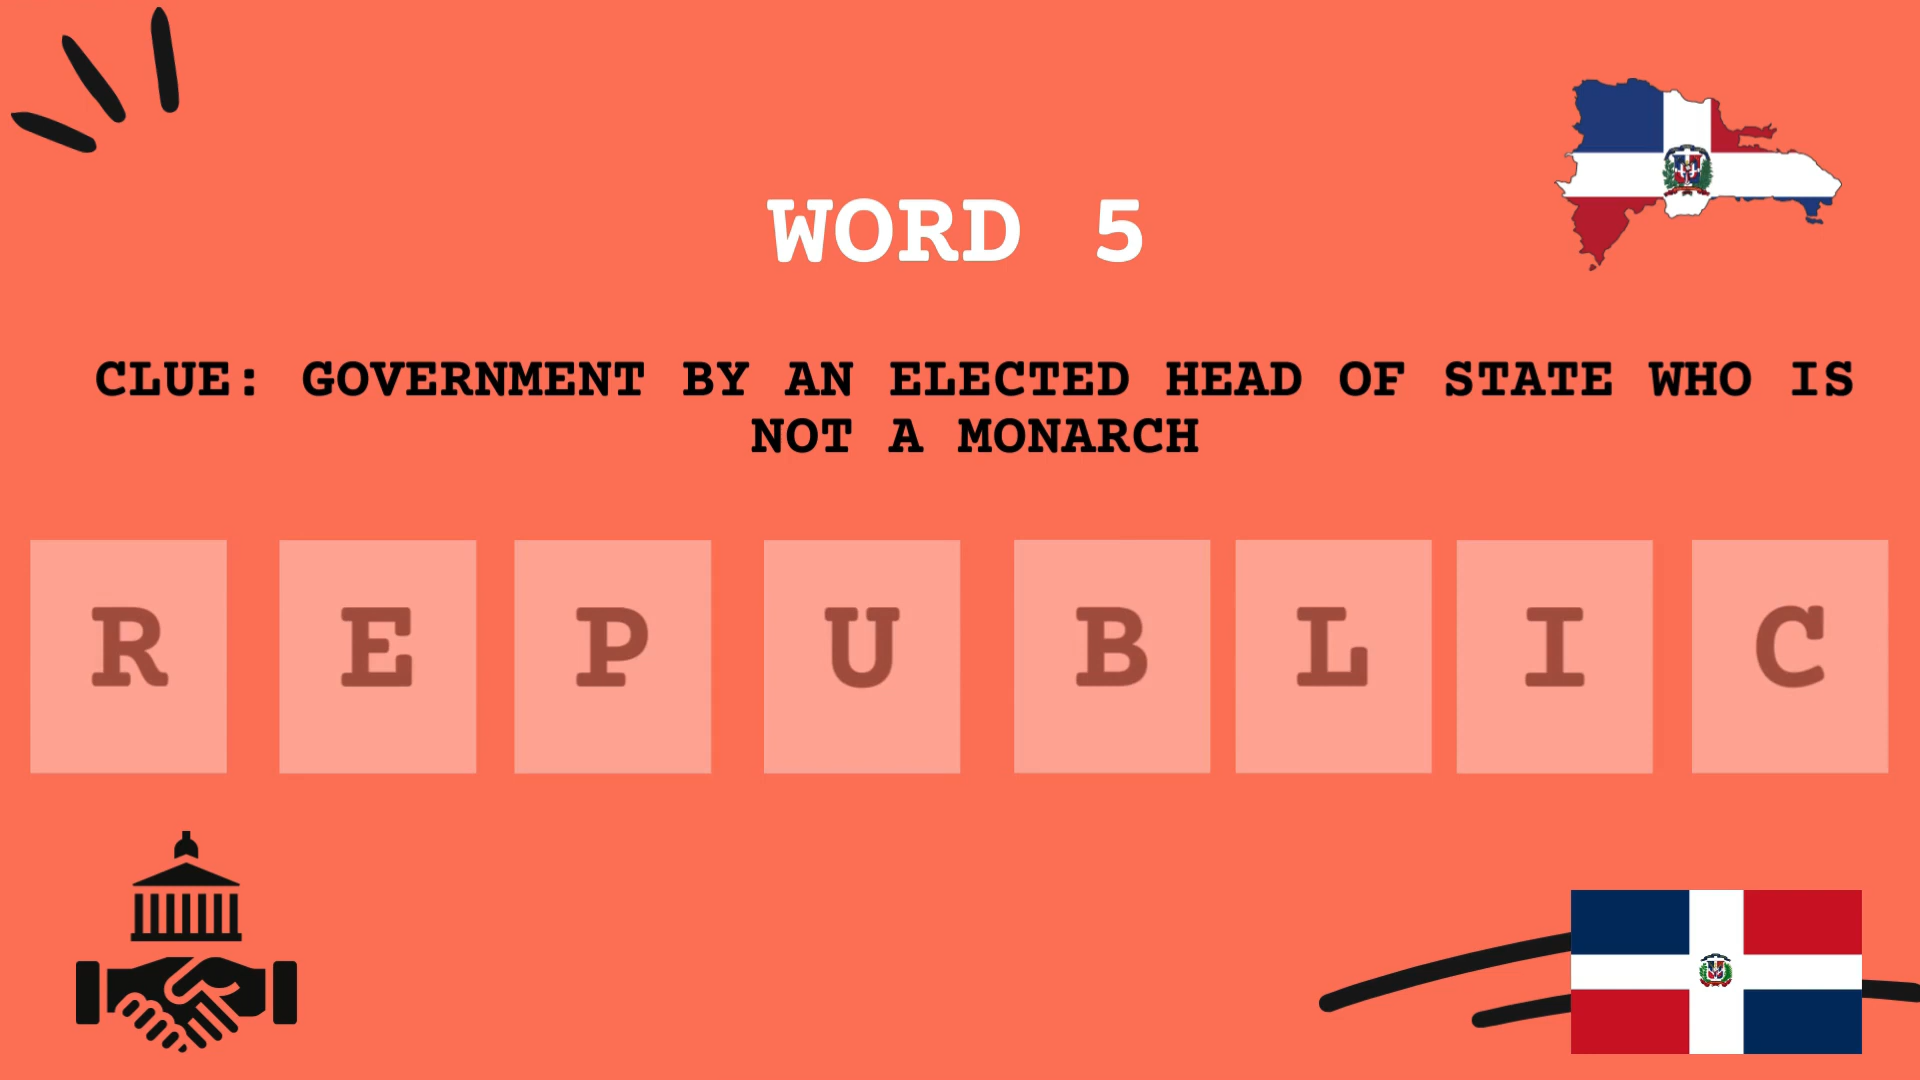 WORD 5
CLUE: GOVERNMENT BY AN ELECTED HEAD OF STATE WHO IS
NOT A MONARCH
R E P U B L I C